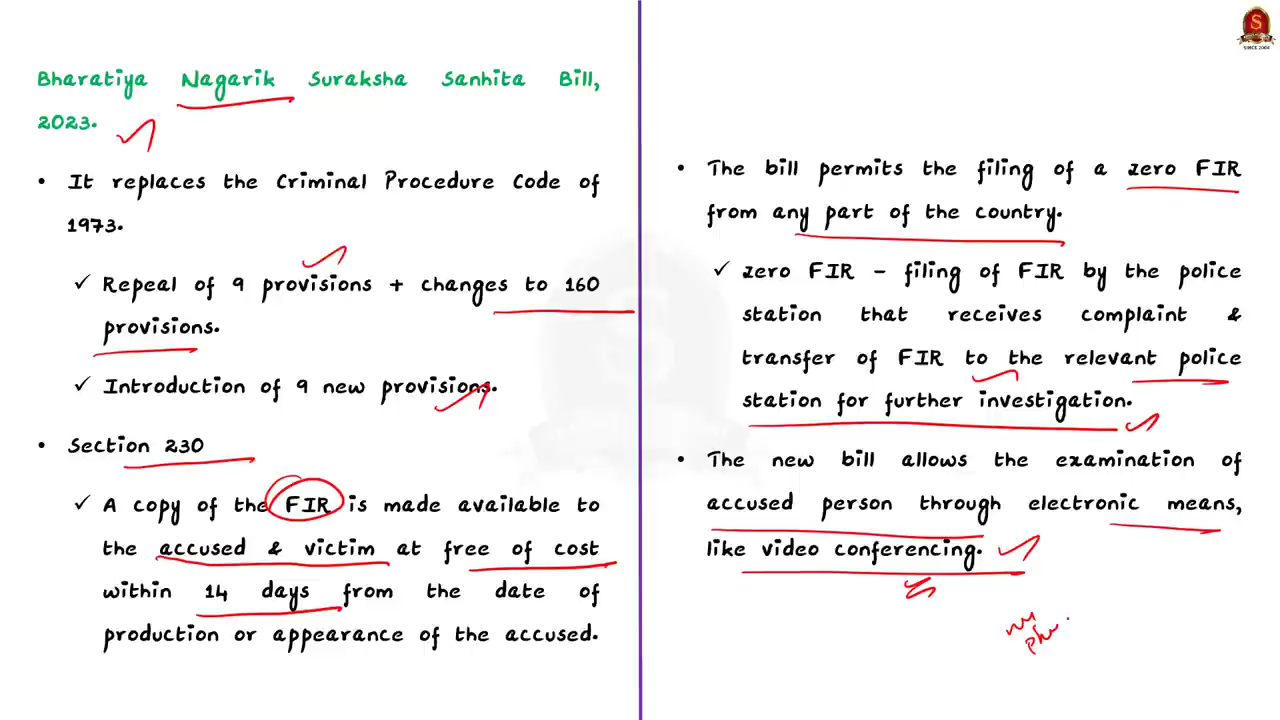 Bharatiya Nagarik Suraksha Sanhita Bill,
2023.
• It replaces the Criminal Procedure Code of
1973.
✓ Repeal of 9 provisions + changes to 160
provisions.
✓ Introduction of 9 new provisions.
• Section 230
✓ A copy of the FIR is made available to
the accused & victim at free of cost
within 14 days from the date of
production or appearance of the accused.
• The bill permits the filing of a zero FIR
from any part of the country.
✓ zero FIR – filing of FIR by the police
station that receives complaint &
transfer of FIR to the relevant police
station for further investigation.
• The new bill allows the examination of
accused person through electronic means,
like video conferencing.
S
SINCE 2004